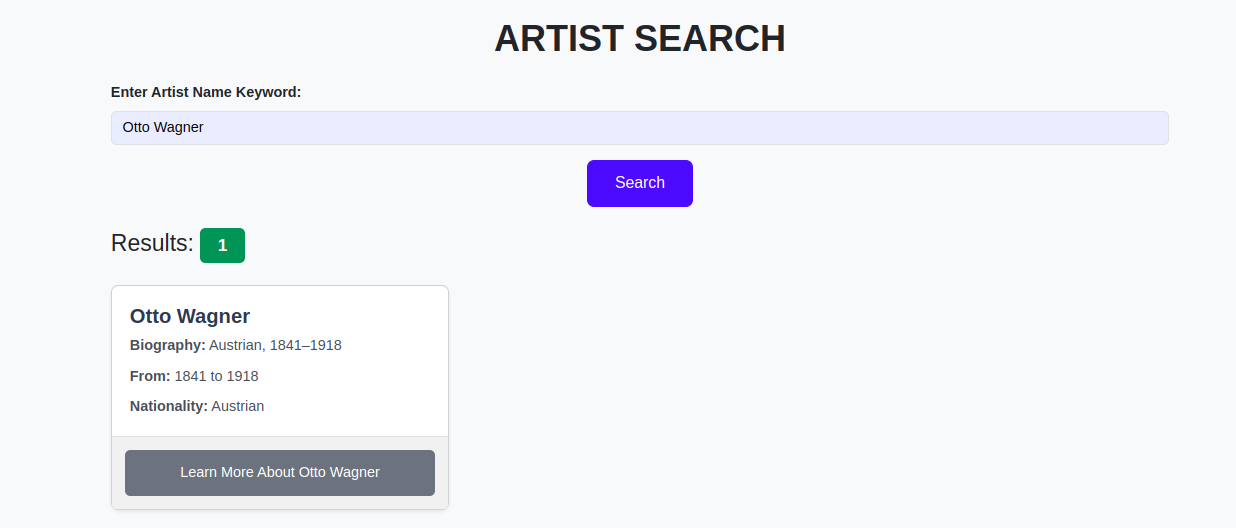 ARTIST SEARCH
Enter Artist Name Keyword:
Otto Wagner
Search
Results: 1
Otto Wagner
Biography: Austrian, 1841–1918
From: 1841 to 1918
Nationality: Austrian
Learn More About Otto Wagner